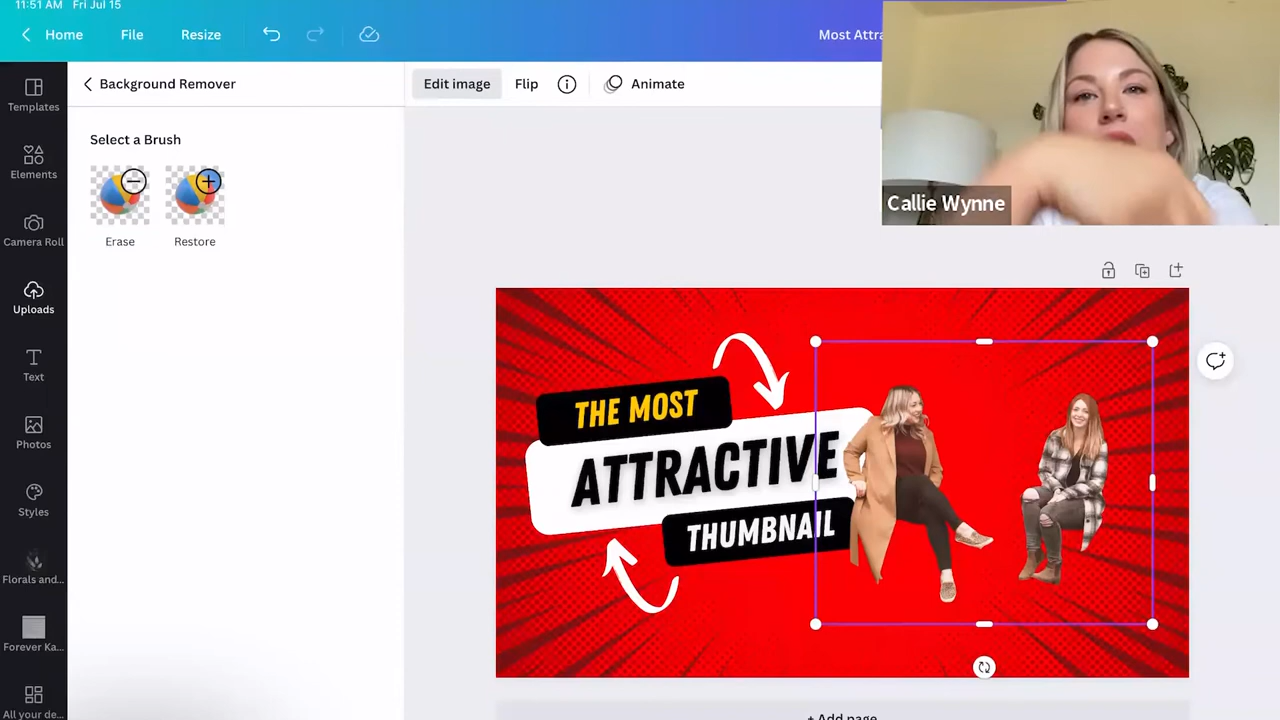 11:51 AM Fri Jul 15
Home
File
Resize
Most Attra
Callie Wynne
Templates
Elements
Camera Roll
Uploads
Text
Photos
Styles
Florals and...
Forever Ka...
All your de...
Background Remover
Select a Brush
Erase
Restore
Edit image
Flip
Animate
THE MOST
ATTRACTIVE
THUMBNAIL
+ Add page